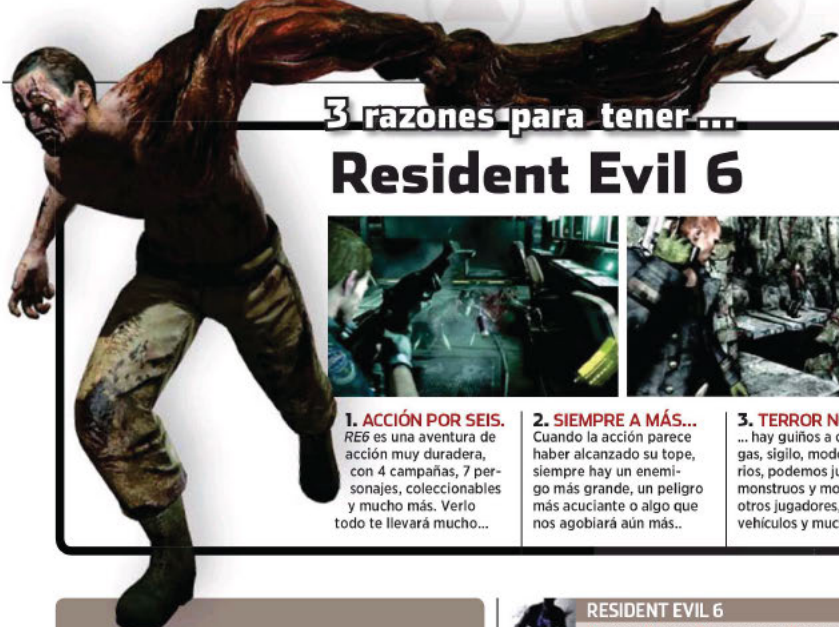 3 razones para tener...
Resident Evil 6
1. ACCIÓN POR SEIS.
RE6 es una aventura de
acción muy duradera,
con 4 campañas, 7 per-
sonajes, coleccionables
y mucho más. Verlo
todo te llevará mucho...
2. SIEMPRE A MÁS...
Cuando la acción parece
haber alcanzado su tope,
siempre hay un enemi-
go más grande, un peligro
más acuciante o algo que
nos agobiará aún más..
3. TERROR
... hay guiños a
gas, sigilo,
rios, podemos
monstruos y
otros jugadores,
vehículos y
RESIDENT EVIL 6